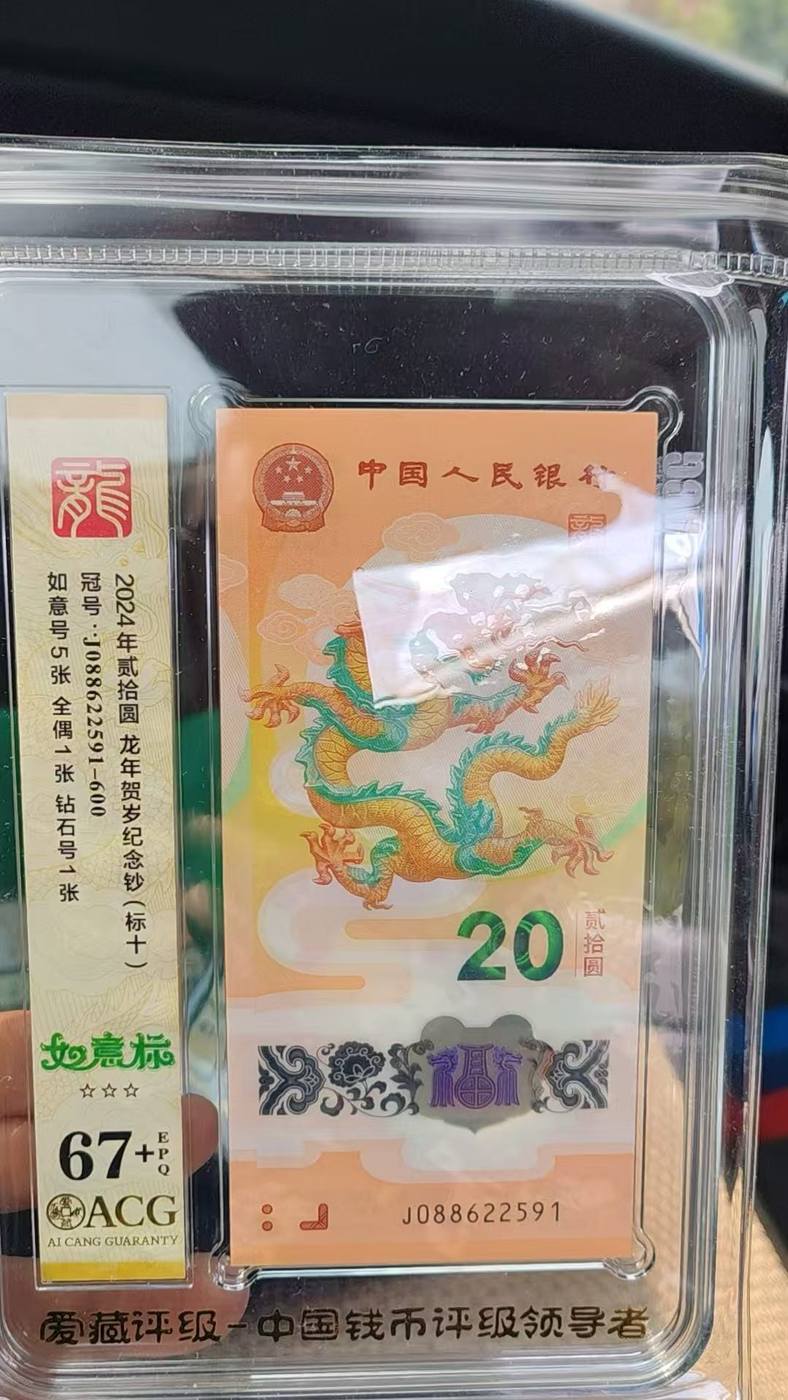 龍
2024年贰拾圆 龙年贺岁纪念钞(标十)
冠号:J088622591-600
如意号5张 全偶1张 钻石号1张
如意标
☆☆☆
67+EPQ
ACG
AI CANG GUARANTY
中国人民银行
龍
20
贰拾圆
福
J088622591
爱藏评级-中国钱币评级领导者